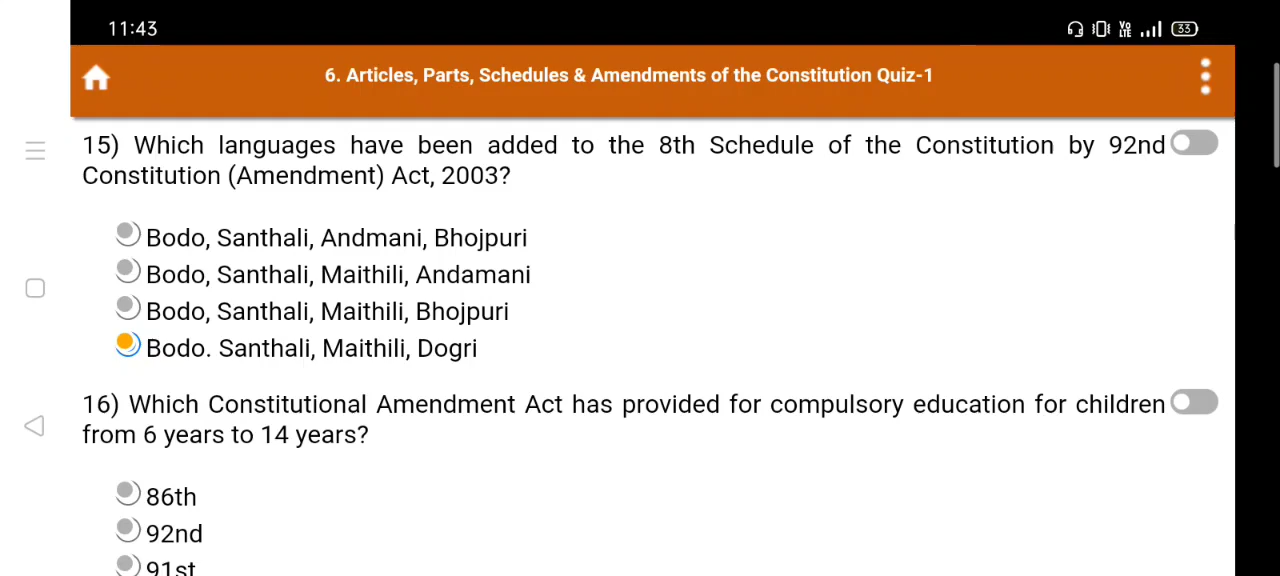 11:43
VO LTE 33
6. Articles, Parts, Schedules & Amendments of the Constitution Quiz-1
15) Which languages have been added to the 8th Schedule of the Constitution by 92nd
Constitution (Amendment) Act, 2003?
Bodo, Santhali, Andmani, Bhojpuri
Bodo, Santhali, Maithili, Andamani
Bodo, Santhali, Maithili, Bhojpuri
Bodo. Santhali, Maithili, Dogri
16) Which Constitutional Amendment Act has provided for compulsory education for children
from 6 years to 14 years?
86th
92nd
91st